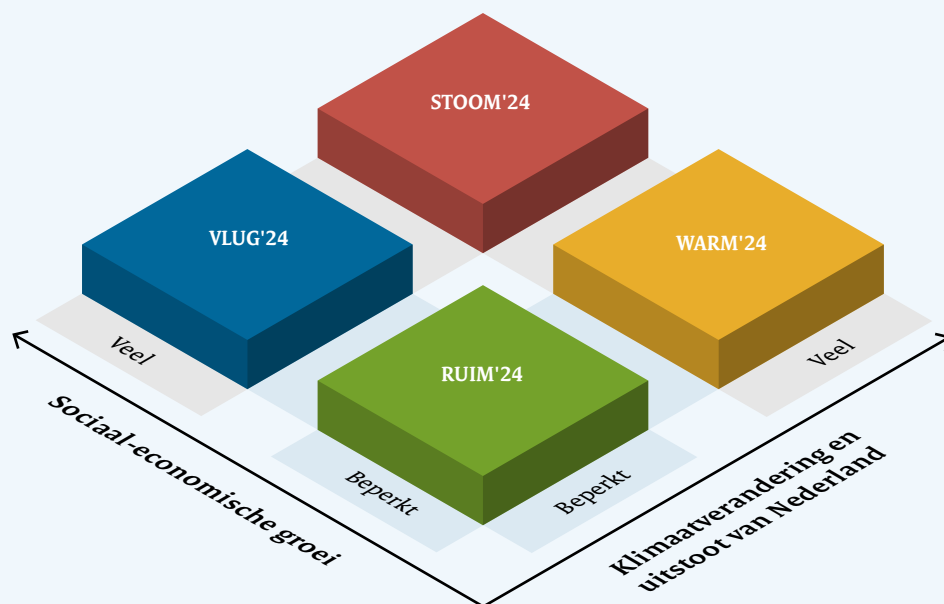 STOOM'24
VLUG'24
WARM'24
RUIM'24
Veel
Veel
Beperkt
Beperkt
Sociaal-economische groei
Klimaatverandering en
uitstoot van Nederland